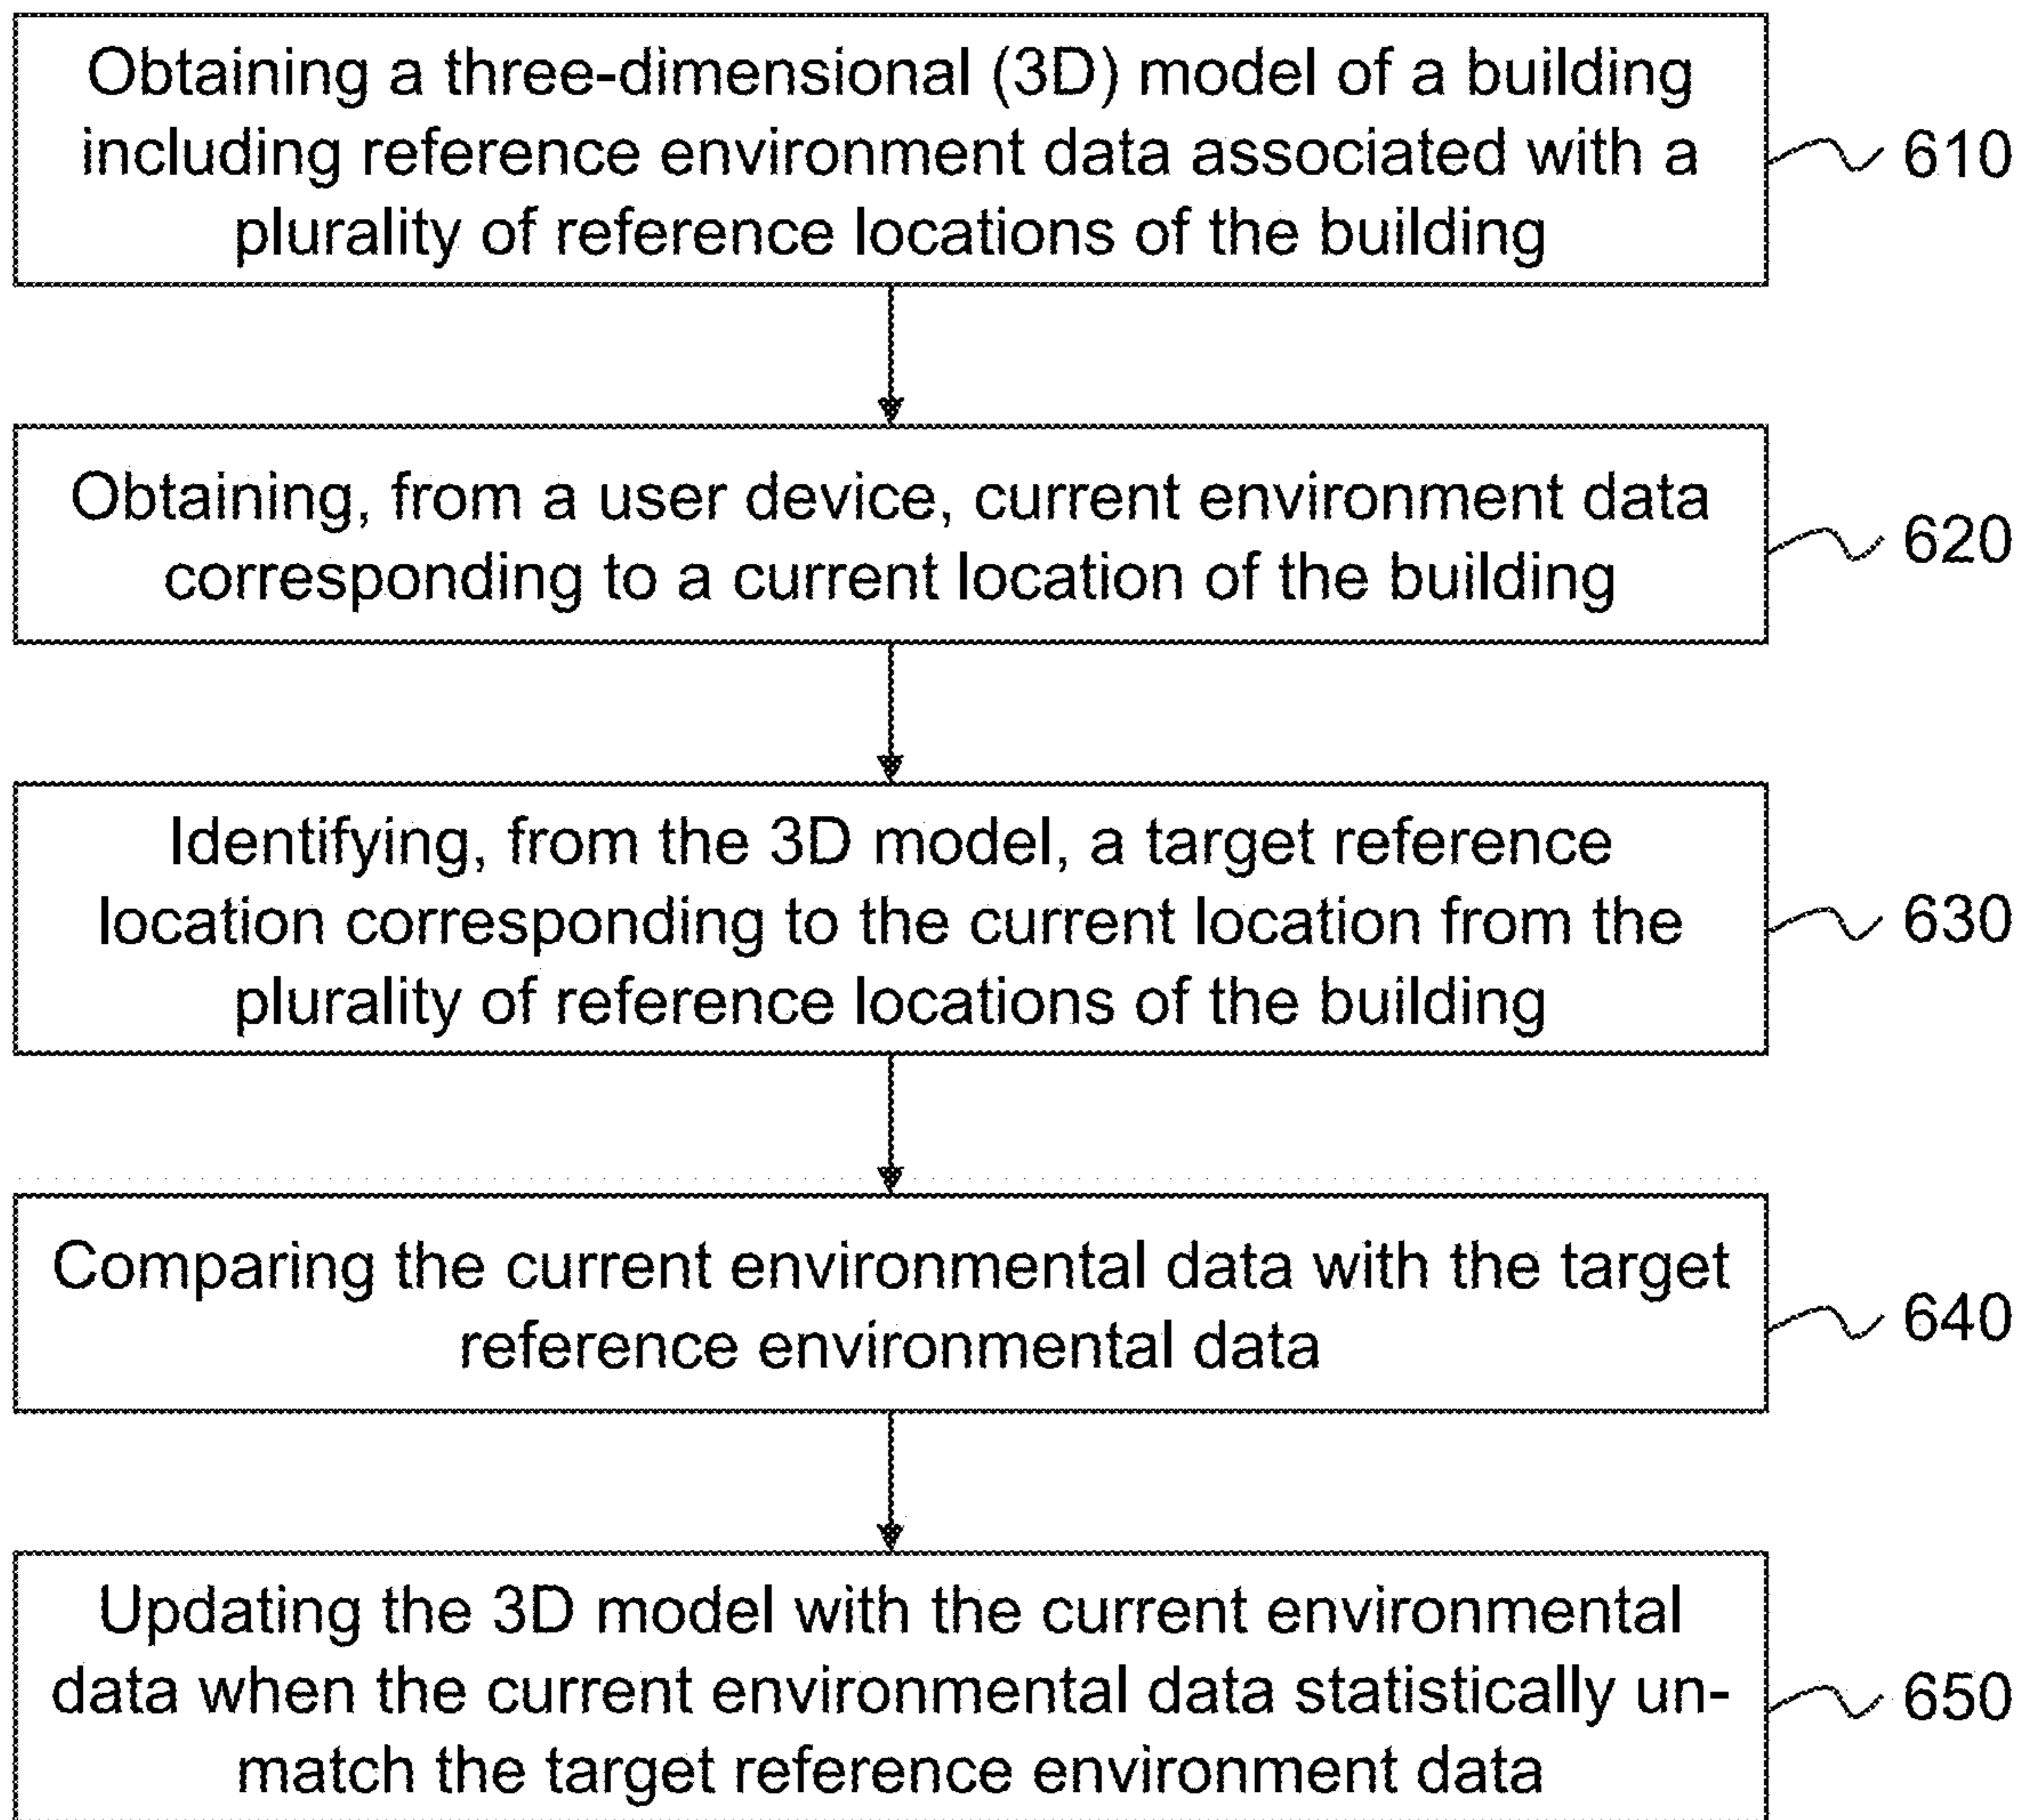 Obtaining a three-dimensional (3D) model of a building
including reference environment data associated with a
plurality of reference locations of the building
610
Obtaining, from a user device, current environment data
corresponding to a current location of the building
620
Identifying, from the 3D model, a target reference
location corresponding to the current location from the
plurality of reference locations of the building
630
Comparing the current environmental data with the target
reference environmental data
640
Updating the 3D model with the current environmental
data when the current environmental data statistically un-
match the target reference environment data
650